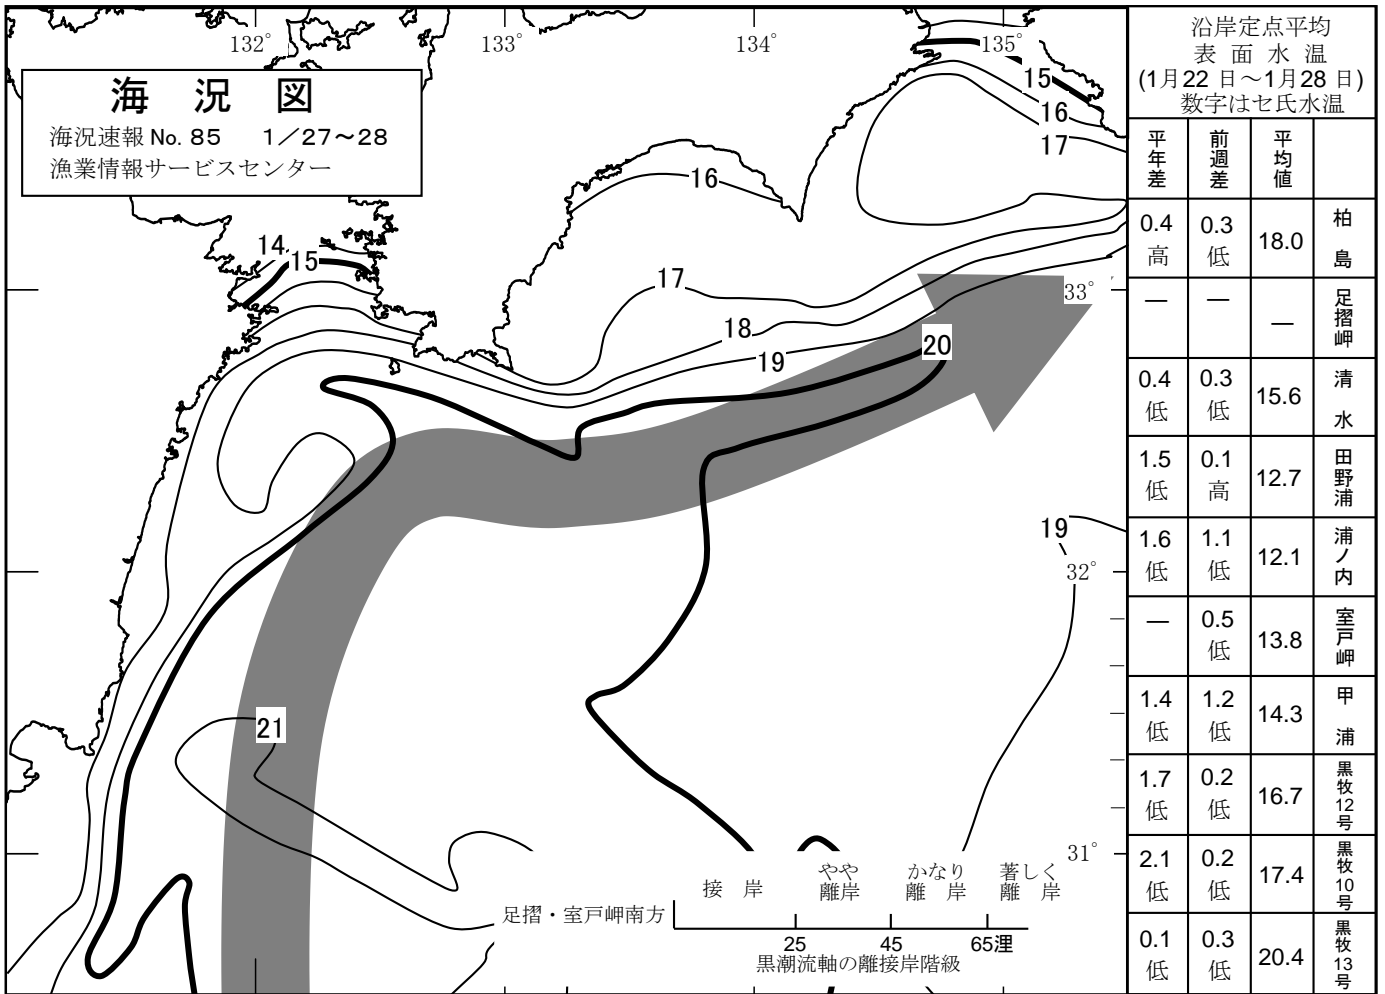 132°
133°
134°
135°
海況図
海況速報 No. 85 1／27～28
漁業情報サービスセンター
15
16
17
16
14
15
17
18
19
20
33°
19
32°
21
31°
接岸
やや離岸
かなり離岸
著しく離岸
足摺・室戸岬南方
25 45 65浬
黒潮流軸の離接岸階級
沿岸定点平均
表面水温
(1月22日～1月28日)
数字はセ氏水温
平年差 前週差 平均値
0.4高 0.3低 18.0 柏島
— — — 足摺岬
0.4低 0.3低 15.6 清水
1.5低 0.1高 12.7 田野浦
1.6低 1.1低 12.1 浦ノ内
— 0.5低 13.8 室戸岬
1.4低 1.2低 14.3 甲浦
1.7低 0.2低 16.7 黒牧12号
2.1低 0.2低 17.4 黒牧10号
0.1低 0.3低 20.4 黒牧13号